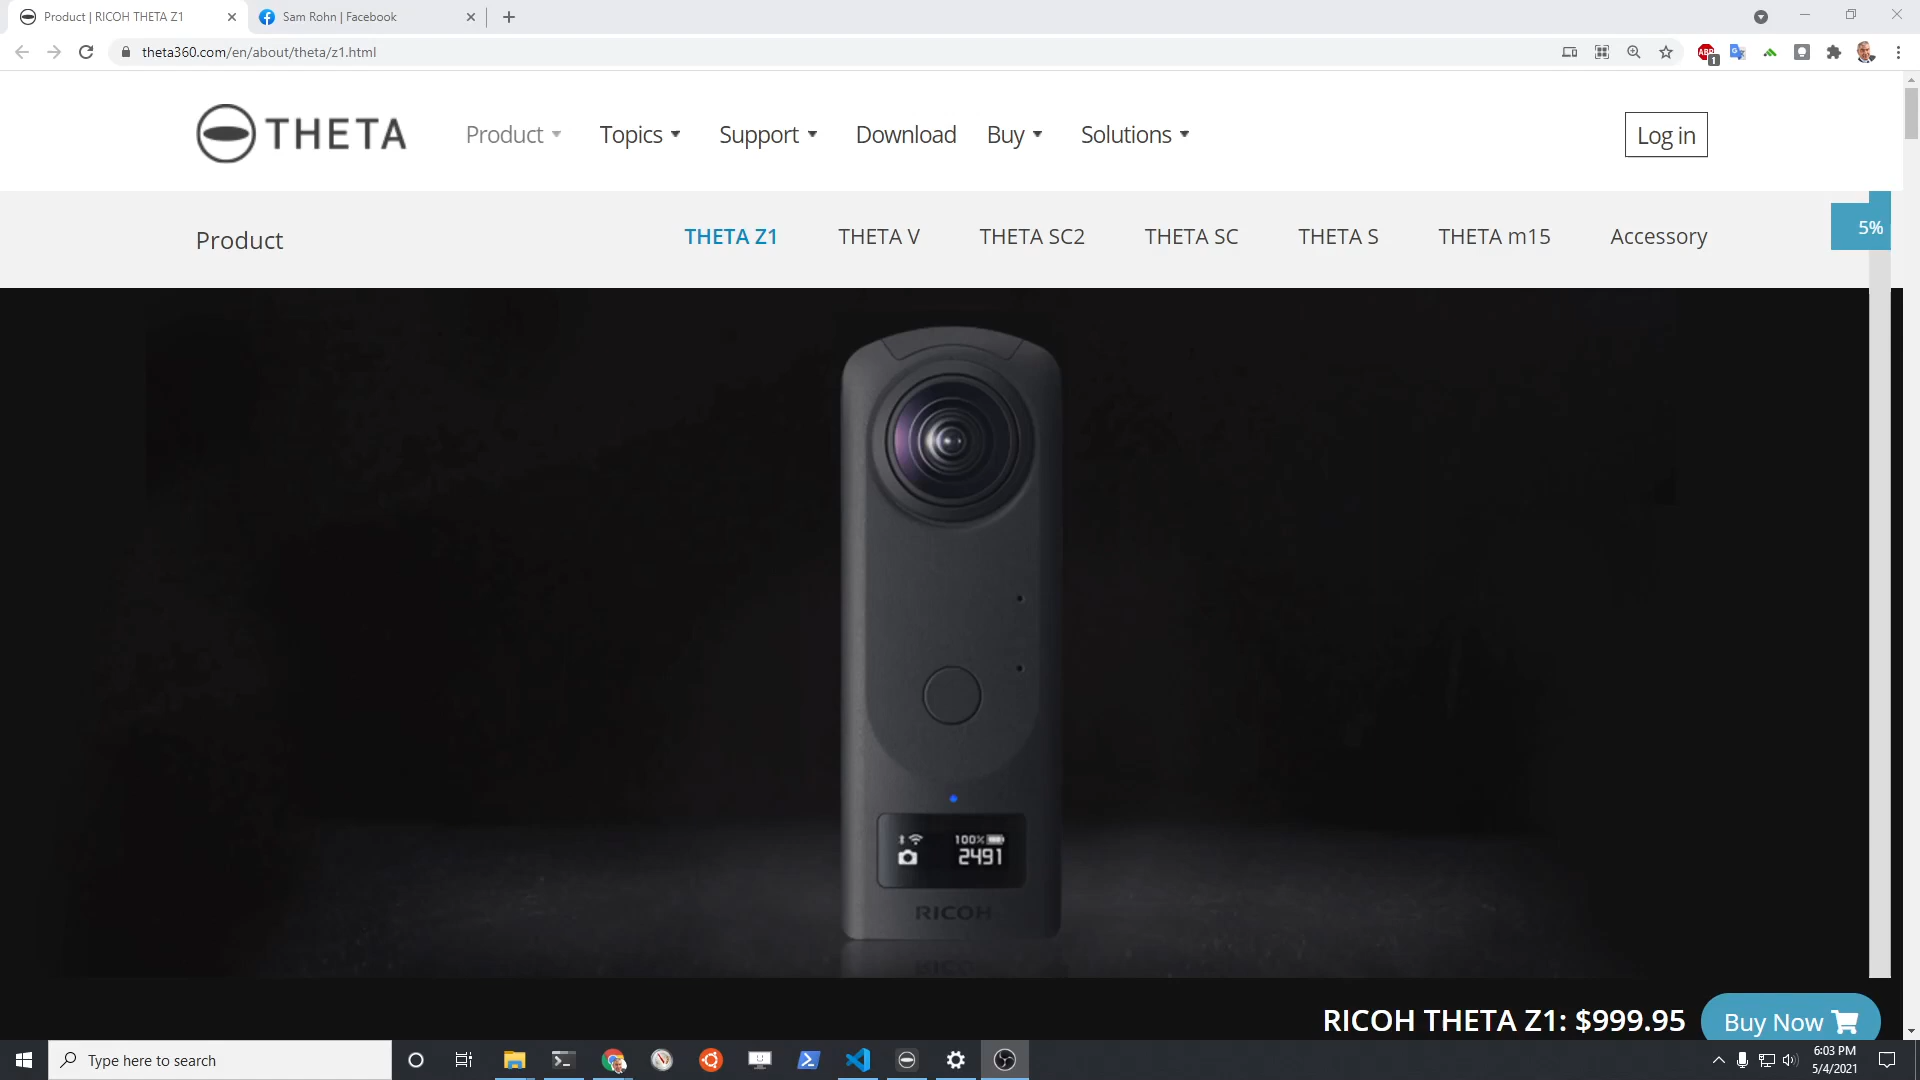 Product | RICOH THETA Z1
Sam Rohn | Facebook
theta360.com/en/about/theta/z1.html
ABP
1
THETA
Product
Topics
Support
Download
Buy
Solutions
Log in
Product
THETA Z1
THETA V
THETA SC2
THETA SC
THETA S
THETA m15
Accessory
5%
100%
2491
RICOH
RICOH THETA Z1: $999.95
Buy Now
Type here to search
6:03 PM
5/4/2021